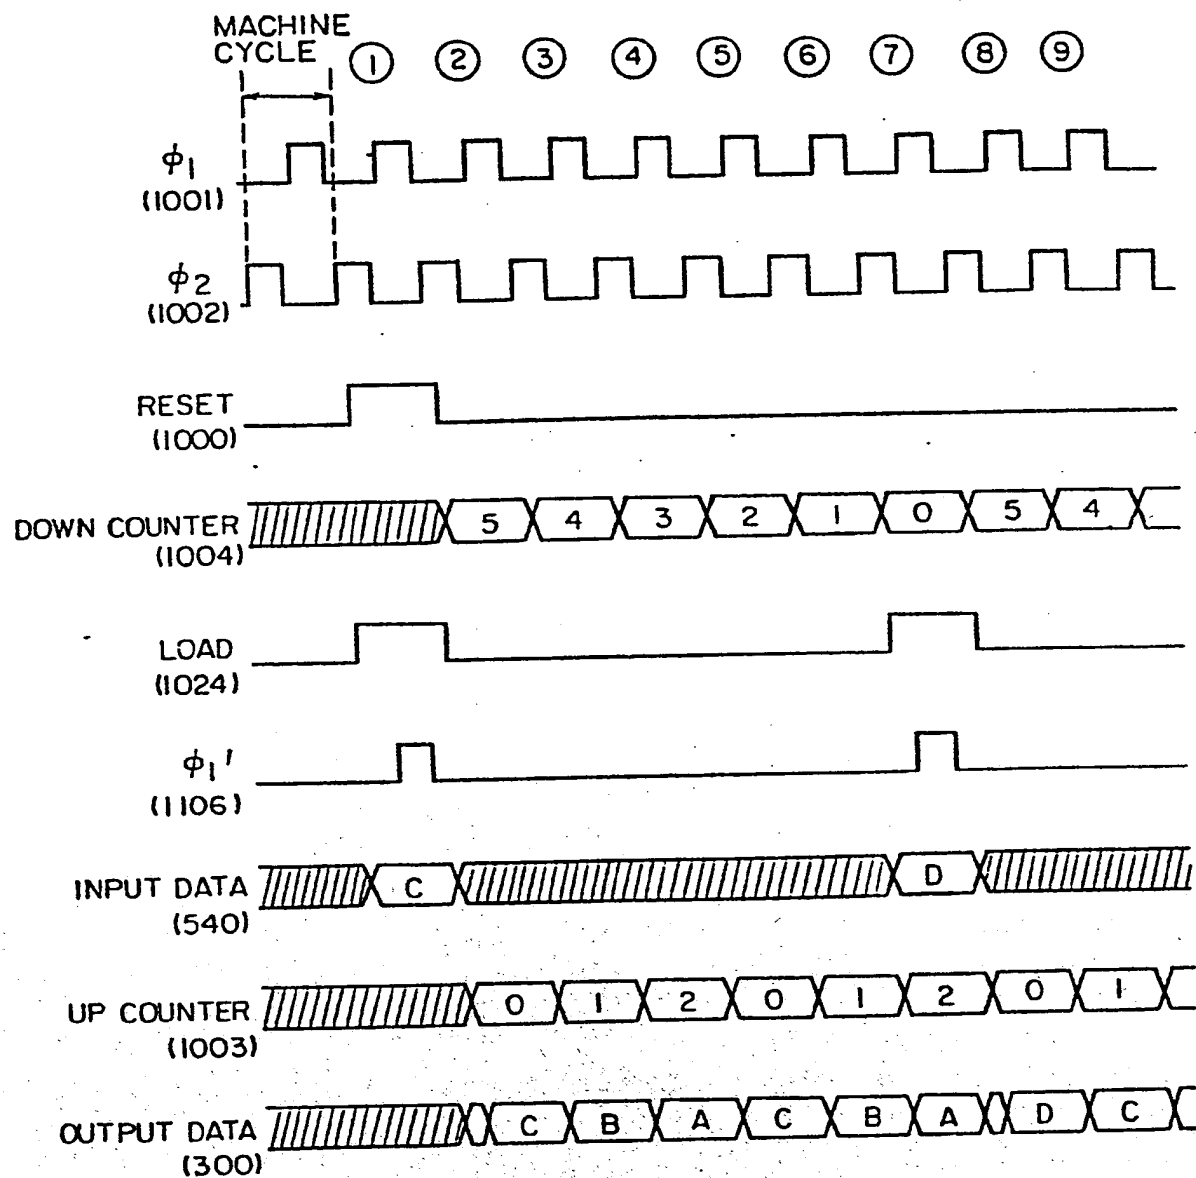 MACHINE
CYCLE
① ② ③ ④ ⑤ ⑥ ⑦ ⑧ ⑨
ϕ1
(1001)
ϕ2
(1002)
RESET
(1000)
DOWN COUNTER 5 4 3 2 1 0 5 4
(1004)
LOAD
(1024)
ϕ1'
(1106)
INPUT DATA C D
(540)
UP COUNTER 0 1 2 0 1 2 0 1
(1003)
OUTPUT DATA C B A C B A D C
(300)